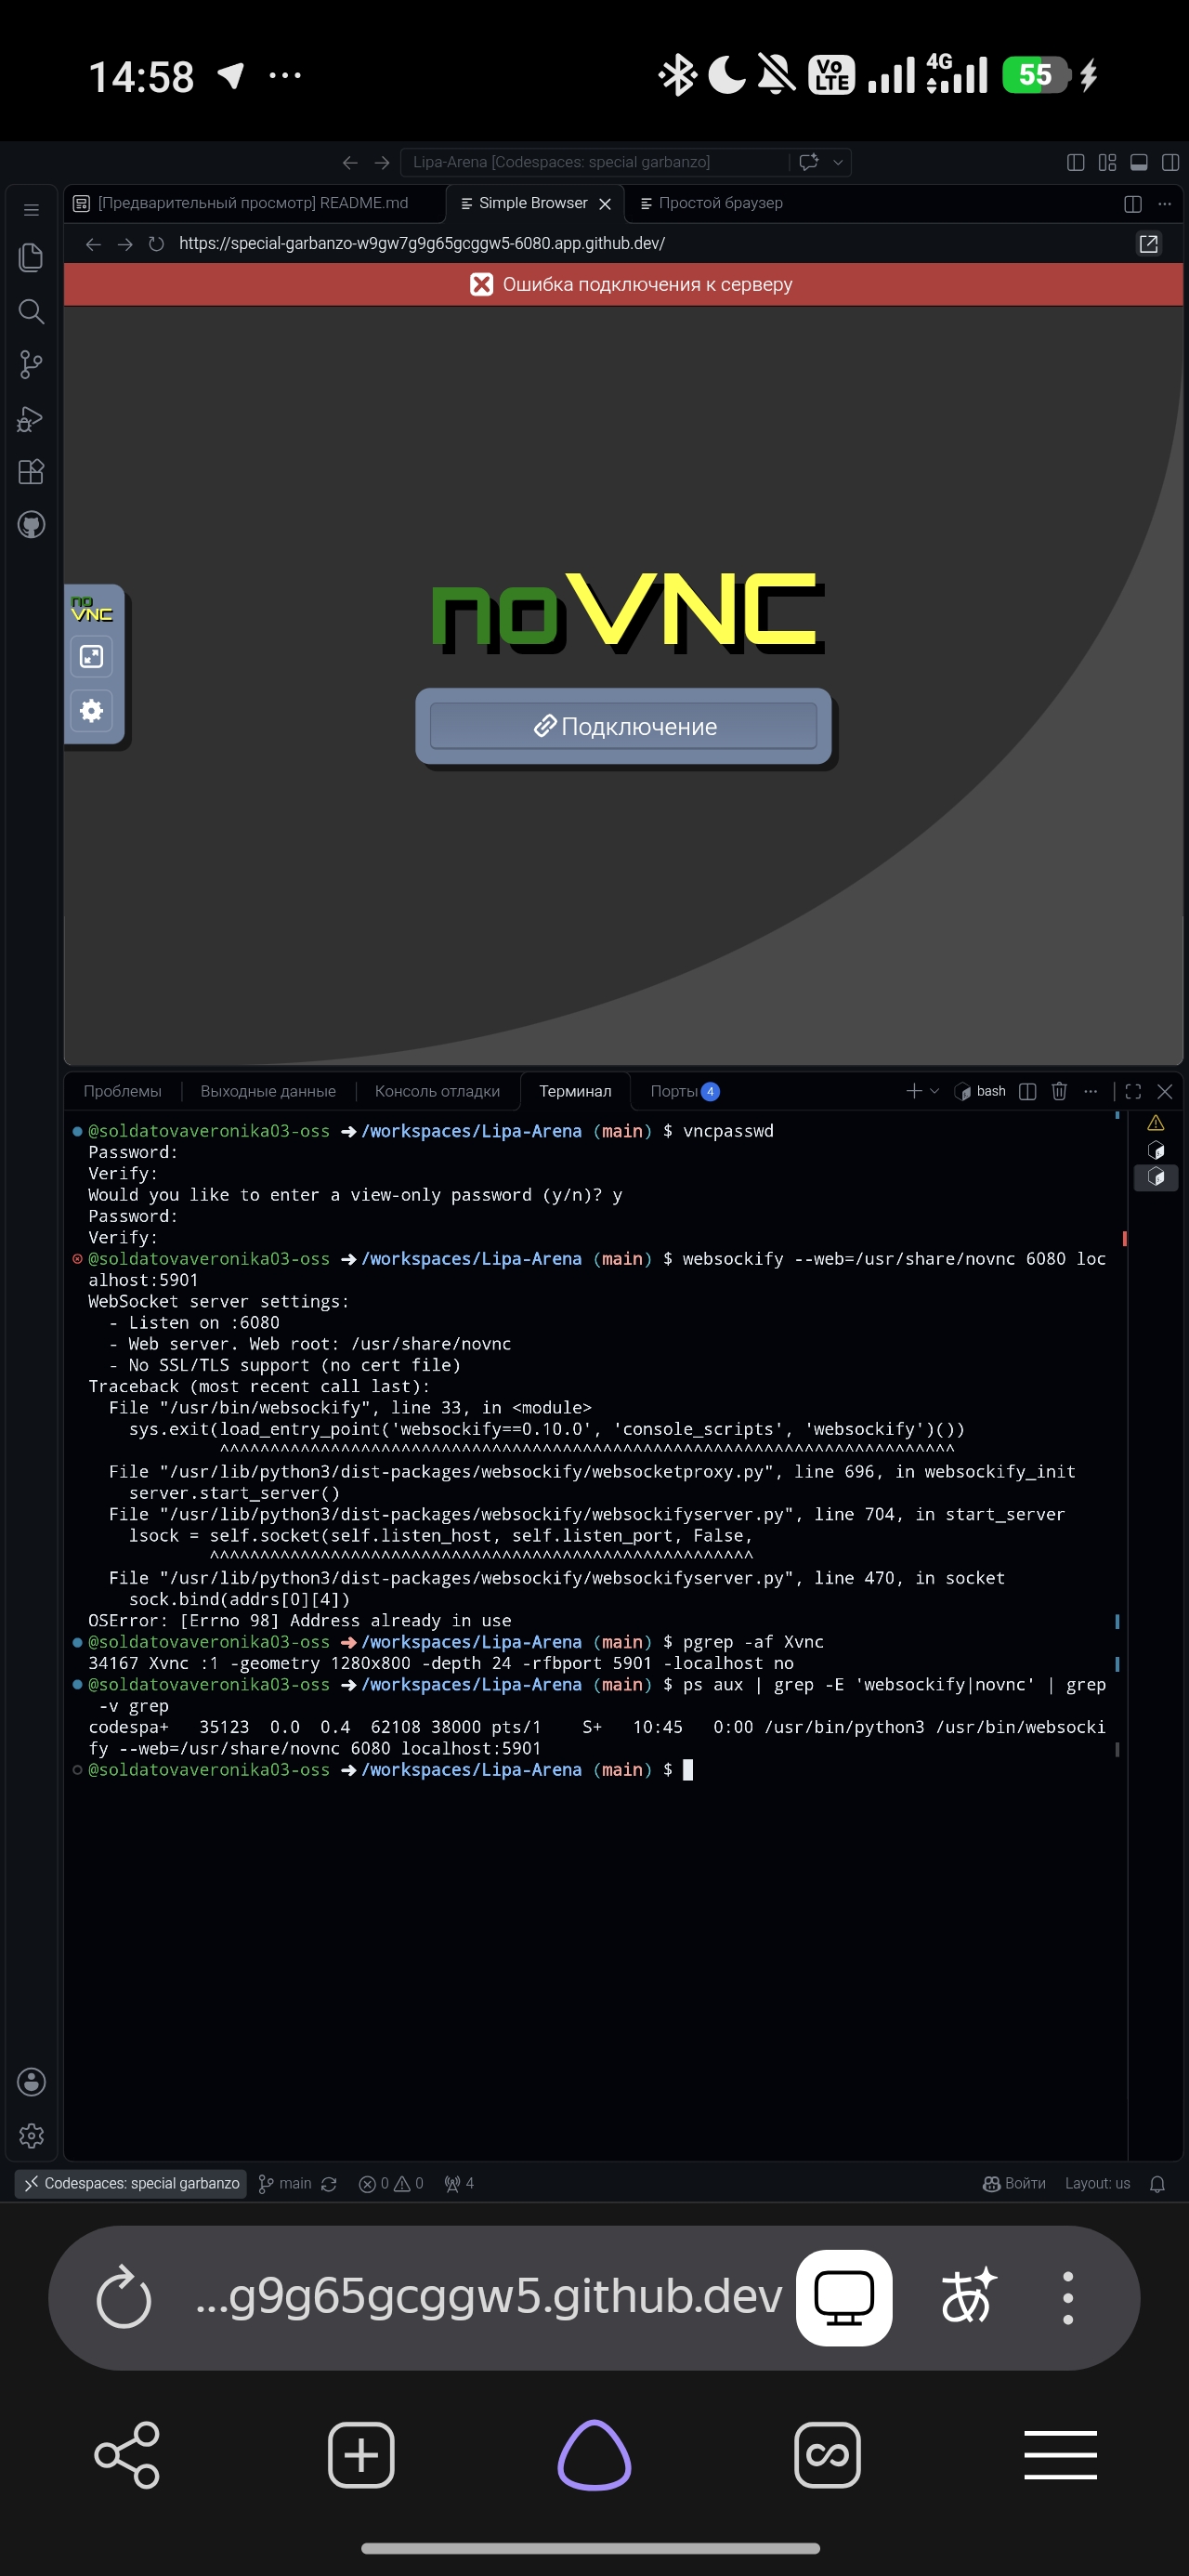 14:58
Vo LTE
4G
55
Lipa-Arena [Codespaces: special garbanzo]
[Предварительный просмотр] README.md
Simple Browser
Простой браузер
https://special-garbanzo-w9gw7g9g65gcggw5-6080.app.github.dev/
Ошибка подключения к серверу
no
VNC
noVNC
Подключение
Проблемы
Выходные данные
Консоль отладки
Терминал
Порты 4
bash
@soldatovaveronika03-oss ➜ /workspaces/Lipa-Arena (main) $ vncpasswd
Password:
Verify:
Would you like to enter a view-only password (y/n)? y
Password:
Verify:
@soldatovaveronika03-oss ➜ /workspaces/Lipa-Arena (main) $ websockify --web=/usr/share/novnc 6080 loc
alhost:5901
WebSocket server settings:
  - Listen on :6080
  - Web server. Web root: /usr/share/novnc
  - No SSL/TLS support (no cert file)
Traceback (most recent call last):
  File "/usr/bin/websockify", line 33, in <module>
    sys.exit(load_entry_point('websockify==0.10.0', 'console_scripts', 'websockify')())
             ^^^^^^^^^^^^^^^^^^^^^^^^^^^^^^^^^^^^^^^^^^^^^^^^^^^^^^^^^^^^^^^^^^^^^^^^^
  File "/usr/lib/python3/dist-packages/websockify/websocketproxy.py", line 696, in websockify_init
    server.start_server()
  File "/usr/lib/python3/dist-packages/websockify/websockifyserver.py", line 704, in start_server
    lsock = self.socket(self.listen_host, self.listen_port, False,
            ^^^^^^^^^^^^^^^^^^^^^^^^^^^^^^^^^^^^^^^^^^^^^^^^^^^^^^
  File "/usr/lib/python3/dist-packages/websockify/websockifyserver.py", line 470, in socket
    sock.bind(addrs[0][4])
OSError: [Errno 98] Address already in use
@soldatovaveronika03-oss ➜ /workspaces/Lipa-Arena (main) $ pgrep -af Xvnc
34167 Xvnc :1 -geometry 1280x800 -depth 24 -rfbport 5901 -localhost no
@soldatovaveronika03-oss ➜ /workspaces/Lipa-Arena (main) $ ps aux | grep -E 'websockify|novnc' | grep
 -v grep
codespa+   35123  0.0  0.4  62108 38000 pts/1    S+   10:45   0:00 /usr/bin/python3 /usr/bin/websocki
fy --web=/usr/share/novnc 6080 localhost:5901
@soldatovaveronika03-oss ➜ /workspaces/Lipa-Arena (main) $
Codespaces: special garbanzo
main
0
0
4
Войти
Layout: us
...g9g65gcggw5.github.dev
あ